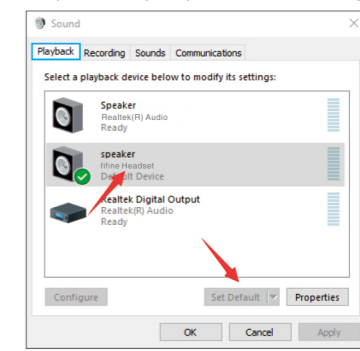 Sound
Playback Recording Sounds Communications
Select a playback device below to modify its settings:
Speaker
Realtek(R) Audio
Ready
speaker
fifine Headset
Default Device
Realtek Digital Output
Realtek(R) Audio
Ready
Configure Set Default Properties
OK Cancel Apply